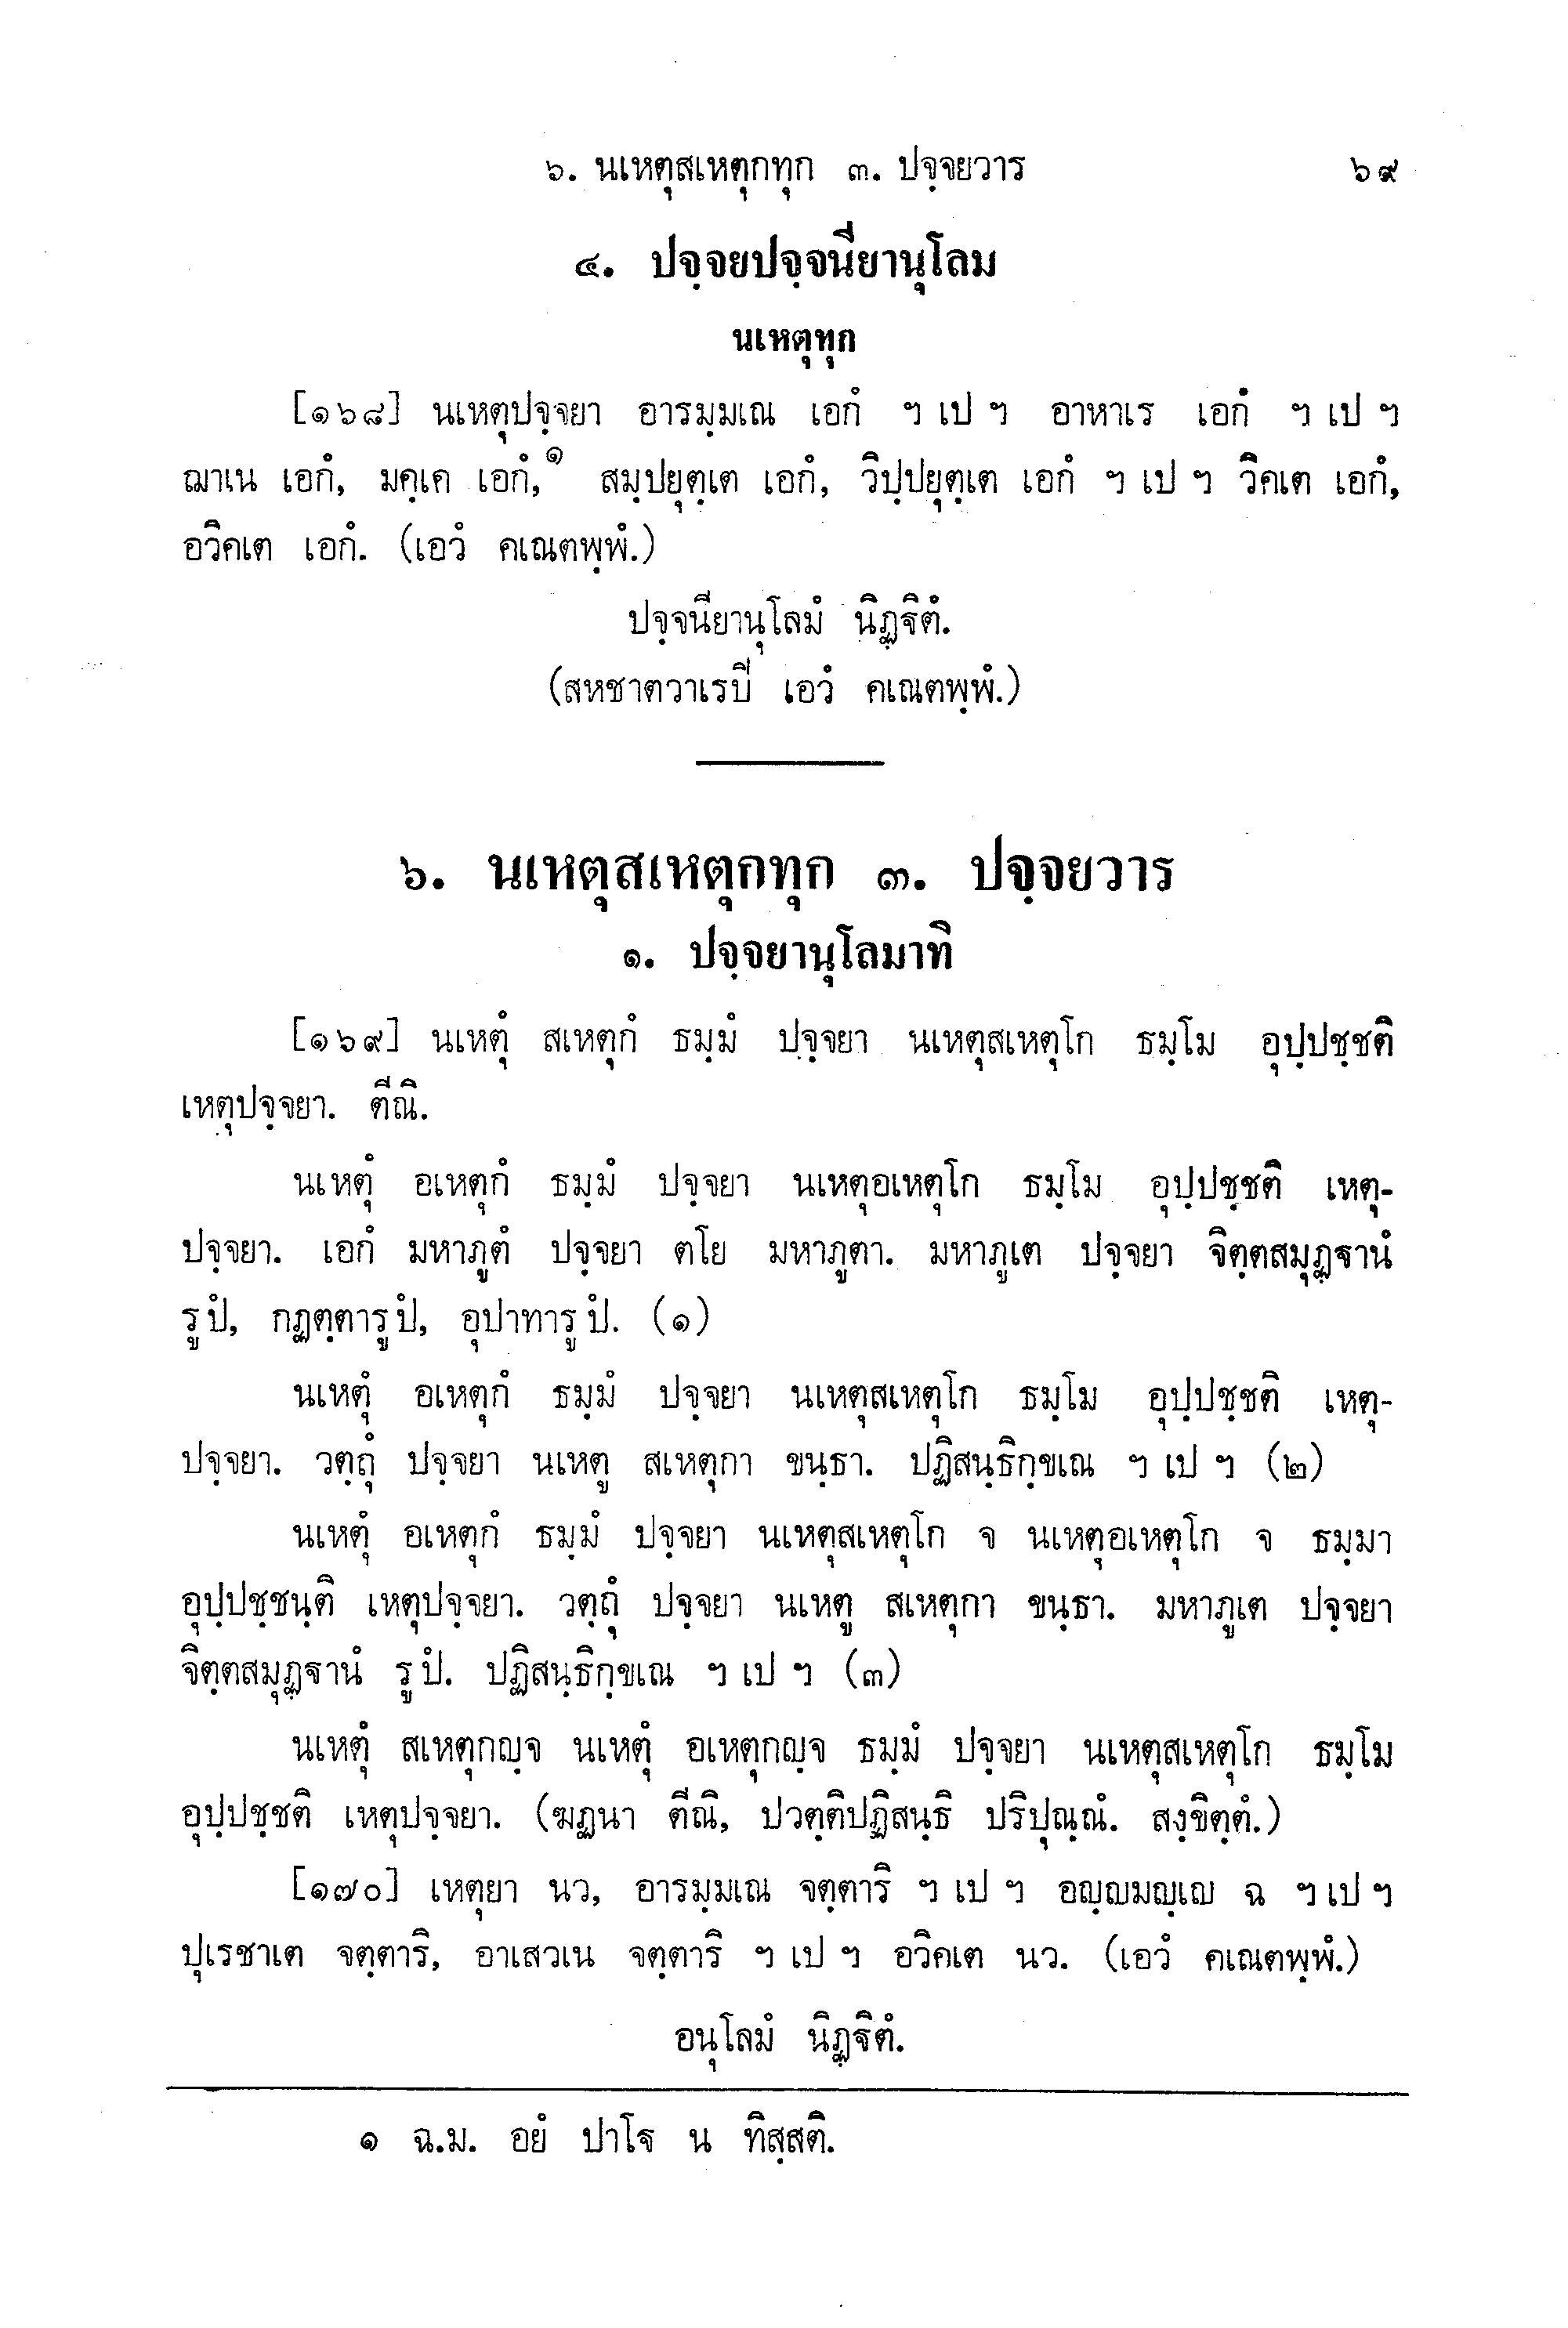 ๖. นเหตุสเหตุกทุก ๓. ปจฺจยวาร ๖๙
๔. ปจฺจยปจฺจนียานุโลม
นเหตุทุก
[๑๖๘] นเหตุปจฺจยา อารมฺมเณ เอกํ ฯ เป ฯ อาหาเร เอกํ ฯ เป ฯ
ฌาเน เอกํ, มคฺเค เอกํ,๑ สมฺปยุตฺเต เอกํ, วิปฺปยุตฺเต เอกํ ฯ เป ฯ วิคเต เอกํ,
อวิคเต เอกํ. (เอวํ คเณตพฺพํ.)
ปจฺจนียานุโลมํ นิฏฺฐิตํ.
(สหชาตวาเรปิ เอวํ คเณตพฺพํ.)
๖. นเหตุสเหตุกทุก ๓. ปจฺจยวาร
๑. ปจฺจยานุโลมาทิ
[๑๖๙] นเหตุํ สเหตุกํ ธมฺมํ ปจฺจยา นเหตุสเหตุโก ธมฺโม อุปฺปชฺชติ
เหตุปจฺจยา. ตีณิ.
นเหตุํ อเหตุกํ ธมฺมํ ปจฺจยา นเหตุอเหตุโก ธมฺโม อุปฺปชฺชติ เหตุ-
ปจฺจยา. เอกํ มหาภูตํ ปจฺจยา ตโย มหาภูตา. มหาภูเต ปจฺจยา จิตฺตสมุฏฺฐานํ
รูปํ, กฏตฺตารูปํ, อุปาทารูปํ. (๑)
นเหตุํ อเหตุกํ ธมฺมํ ปจฺจยา นเหตุสเหตุโก ธมฺโม อุปฺปชฺชติ เหตุ-
ปจฺจยา. วตฺถุํ ปจฺจยา นเหตู สเหตุกา ขนฺธา. ปฏิสนฺธิกฺขเณ ฯ เป ฯ (๒)
นเหตุํ อเหตุกํ ธมฺมํ ปจฺจยา นเหตุสเหตุโก จ นเหตุอเหตุโก จ ธมฺมา
อุปฺปชฺชนฺติ เหตุปจฺจยา. วตฺถุํ ปจฺจยา นเหตู สเหตุกา ขนฺธา. มหาภูเต ปจฺจยา
จิตฺตสมุฏฺฐานํ รูปํ. ปฏิสนฺธิกฺขเณ ฯ เป ฯ (๓)
นเหตุํ สเหตุกญฺจ นเหตุํ อเหตุกญฺจ ธมฺมํ ปจฺจยา นเหตุสเหตุโก ธมฺโม
อุปฺปชฺชติ เหตุปจฺจยา. (ฆฏนา ตีณิ, ปวตฺติปฏิสนฺธิ ปริปุณฺณํ. สงฺขิตฺตํ.)
[๑๗๐] เหตุยา นว, อารมฺมเณ จตฺตาริ ฯ เป ฯ อญฺญมญฺเญ ฉ ฯ เป ฯ
ปุเรชาเต จตฺตาริ, อาเสวเน จตฺตาริ ฯ เป ฯ อวิคเต นว. (เอวํ คเณตพฺพํ.)
อนุโลมํ นิฏฺฐิตํ.
๑ ฉ.ม. อยํ ปาโฐ น ทิสฺสติ.